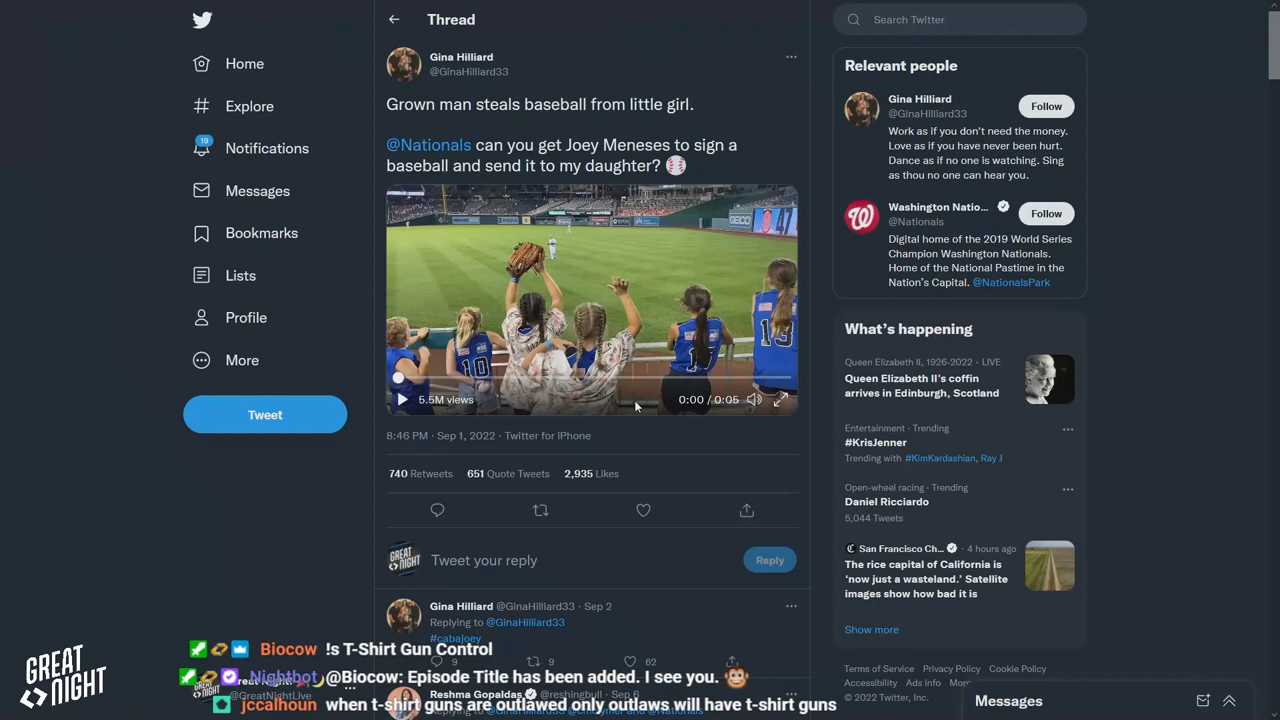 Home
Explore
19
Notifications
Messages
Bookmarks
Lists
Profile
More
Tweet
Thread
Gina Hilliard
@GinaHIlliard33
Grown man steals baseball from little girl.
@Nationals can you get Joey Meneses to sign a
baseball and send it to my daughter?
GEICO
47
10
13
5.5M views
0:00 / 0:05
8:46 PM · Sep 1, 2022 · Twitter for iPhone
740 Retweets 651 Quote Tweets 2,935 Likes
GREAT NIGHT
Tweet your reply
Reply
Gina Hilliard @GinaHIlliard33 · Sep 2
Replying to @GinaHIlliard33
#cabajoey
9 9 62
Reshma Gopaldas @reshingbull · Sep 6
Search Twitter
Relevant people
Gina Hilliard
@GinaHIlliard33
Follow
Work as if you don't need the money.
Love as if you have never been hurt.
Dance as if no one is watching. Sing
as thou no one can hear you.
Washington Natio...
@Nationals
Follow
Digital home of the 2019 World Series
Champion Washington Nationals.
Home of the National Pastime in the
Nation's Capital. @NationalsPark
What's happening
Queen Elizabeth II, 1926-2022 · LIVE
Queen Elizabeth II's coffin
arrives in Edinburgh, Scotland
Entertainment · Trending
#KrisJenner
Trending with #KimKardashian, Ray J
Open-wheel racing · Trending
Daniel Ricciardo
5,044 Tweets
San Francisco Ch... · 4 hours ago
The rice capital of California is
'now just a wasteland.' Satellite
images show how bad it is
Show more
Terms of Service Privacy Policy Cookie Policy
Accessibility Ads info More
© 2022 Twitter, Inc.
Messages
GREAT
NIGHT
Biocow !s T-Shirt Gun Control
Nightbot @Biocow: Episode Title has been added. I see you.
@GreatNightLive
jccalhoun when t-shirt guns are outlawed only outlaws will have t-shirt guns